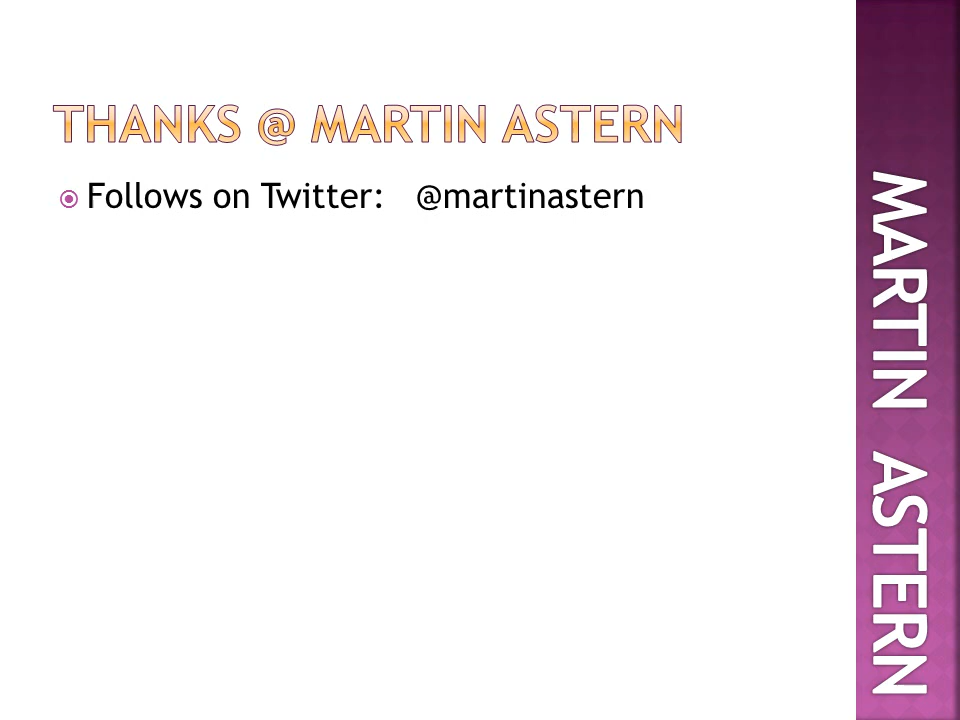 THANKS @ MARTIN ASTERN
Follows on Twitter: @martinastern
MARTIN ASTERN